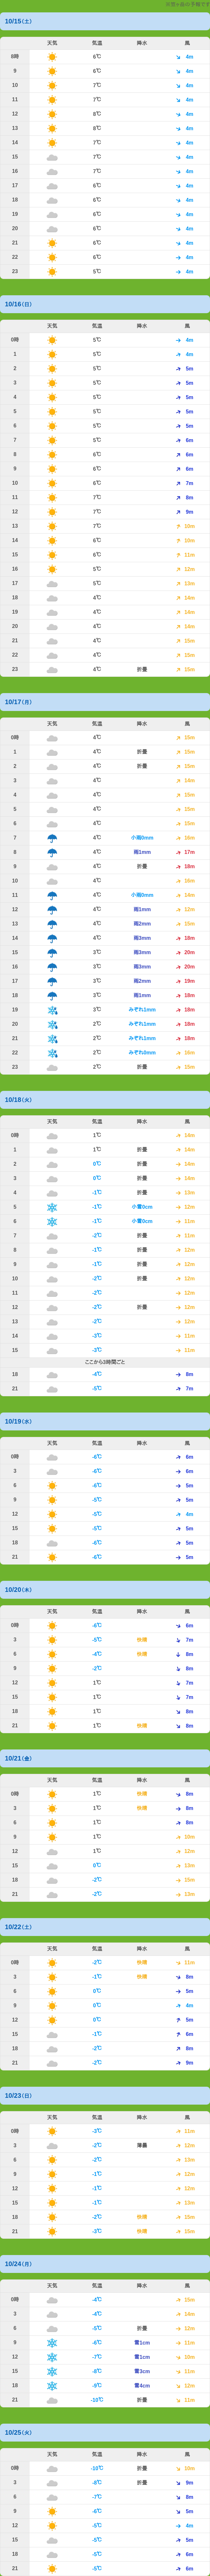 10/15(土)
天気 気温 降水 風
8時 6℃ 4m
9 6℃ 4m
10 7℃ 4m
11 7℃ 4m
12 8℃ 4m
13 8℃ 4m
14 7℃ 4m
15 7℃ 4m
16 7℃ 4m
17 6℃ 4m
18 6℃ 4m
19 6℃ 4m
20 6℃ 4m
21 6℃ 4m
22 6℃ 4m
23 5℃ 4m
10/16(日)
天気 気温 降水 風
0時 5℃ 4m
1 5℃ 4m
2 5℃ 5m
3 5℃ 5m
4 5℃ 5m
5 5℃ 5m
6 5℃ 5m
7 5℃ 6m
8 6℃ 6m
9 6℃ 6m
10 6℃ 7m
11 7℃ 8m
12 7℃ 9m
13 7℃ 10m
14 6℃ 10m
15 6℃ 11m
16 5℃ 12m
17 5℃ 13m
18 4℃ 14m
19 4℃ 14m
20 4℃ 14m
21 4℃ 15m
22 4℃ 15m
23 4℃ 折曇 15m
10/17(月)
天気 気温 降水 風
0時 4℃ 15m
1 4℃ 折曇 15m
2 4℃ 折曇 15m
3 4℃ 14m
4 4℃ 15m
5 4℃ 15m
6 4℃ 15m
7 4℃ 小雨0mm 16m
8 4℃ 雨1mm 17m
9 4℃ 折曇 18m
10 4℃ 16m
11 4℃ 小雨0mm 14m
12 4℃ 雨1mm 12m
13 4℃ 雨2mm 15m
14 4℃ 雨3mm 18m
15 3℃ 雨3mm 20m
16 3℃ 雨3mm 20m
17 3℃ 雨2mm 19m
18 3℃ 雨1mm 18m
19 3℃ みぞれ1mm 18m
20 2℃ みぞれ1mm 18m
21 2℃ みぞれ1mm 18m
22 2℃ みぞれ0mm 16m
23 2℃ 折曇 15m
10/18(火)
天気 気温 降水 風
0時 1℃ 14m
1 1℃ 折曇 14m
2 0℃ 折曇 14m
3 0℃ 折曇 14m
4 -1℃ 折曇 13m
5 -1℃ 小雪0cm 12m
6 -1℃ 小雪0cm 11m
7 -2℃ 折曇 12m
8 -1℃ 折曇 12m
9 -1℃ 折曇 12m
10 -2℃ 折曇 12m
11 -2℃ 12m
12 -2℃ 折曇 12m
13 -2℃ 12m
14 -3℃ 11m
15 -3℃ 11m
ここから3時間ごと
18 -4℃ 8m
21 -5℃ 7m
10/19(水)
天気 気温 降水 風
0時 -6℃ 6m
3 -6℃ 6m
6 -6℃ 5m
9 -5℃ 5m
12 -5℃ 4m
15 -5℃ 5m
18 -6℃ 5m
21 -6℃ 5m
10/20(木)
天気 気温 降水 風
0時 -6℃ 6m
3 -5℃ 快晴 7m
6 -4℃ 快晴 8m
9 -2℃ 8m
12 1℃ 7m
15 1℃ 7m
18 1℃ 8m
21 1℃ 快晴 8m
10/21(金)
天気 気温 降水 風
0時 1℃ 快晴 8m
3 1℃ 快晴 8m
6 1℃ 8m
9 1℃ 10m
12 1℃ 12m
15 0℃ 13m
18 -2℃ 15m
21 -2℃ 13m
10/22(土)
天気 気温 降水 風
0時 -2℃ 快晴 11m
3 -1℃ 快晴 8m
6 0℃ 5m
9 0℃ 4m
12 0℃ 5m
15 -1℃ 6m
18 -2℃ 8m
21 -2℃ 9m
10/23(日)
天気 気温 降水 風
0時 -3℃ 11m
3 -2℃ 薄曇 12m
6 -2℃ 13m
9 -1℃ 12m
12 -1℃ 12m
15 -1℃ 13m
18 -2℃ 快晴 15m
21 -3℃ 快晴 15m
10/24(月)
天気 気温 降水 風
0時 -4℃ 15m
3 -4℃ 14m
6 -5℃ 折曇 12m
9 -6℃ 雪1cm 11m
12 -7℃ 雪1cm 10m
15 -8℃ 雪3cm 11m
18 -9℃ 雪4cm 12m
21 -10℃ 折曇 11m
10/25(火)
天気 気温 降水 風
0時 -10℃ 折曇 10m
3 -8℃ 折曇 9m
6 -7℃ 8m
9 -6℃ 5m
12 -5℃ 4m
15 -5℃ 5m
18 -5℃ 6m
21 -5℃ 6m